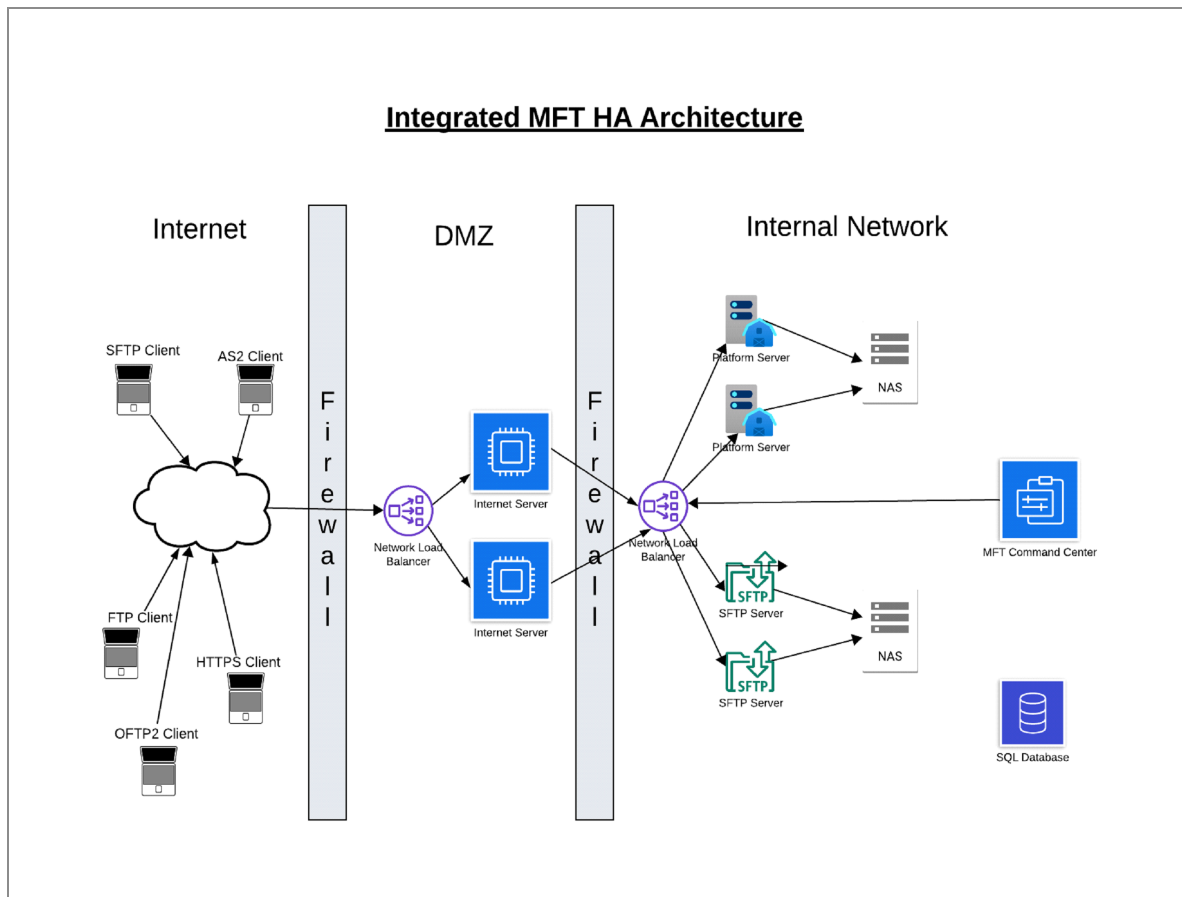 Integrated MFT HA Architecture
Internet
DMZ
Internal Network
SFTP Client
AS2 Client
FTP Client
HTTPS Client
OFTP2 Client
Firewall
Network Load
Balancer
Internet Server
Internet Server
Firewall
Network Load
Balancer
Platform Server
Platform Server
NAS
SFTP
SFTP Server
SFTP
SFTP Server
NAS
MFT Command Center
SQL Database